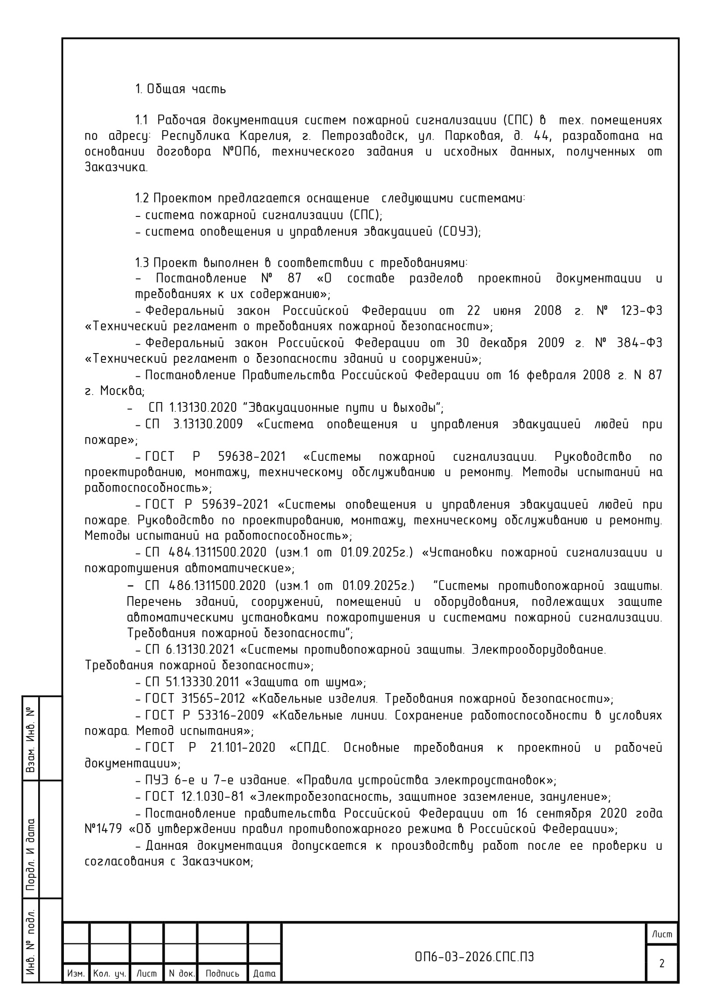 1. Общая часть
1.1 Рабочая документация систем пожарной сигнализации (СПС) в тех. помещениях
по адресу: Республика Карелия, г. Петрозаводск, ул. Парковая, д. 44, разработана на
основании договора №ОП6, технического задания и исходных данных, полученных от
Заказчика.
1.2 Проектом предлагается оснащение следующими системами:
- система пожарной сигнализации (СПС);
- система оповещения и управления эвакуацией (СОУЭ);
1.3 Проект выполнен в соответствии с требованиями:
- Постановление № 87 «О составе разделов проектной документации и
требованиях к их содержанию»;
- Федеральный закон Российской Федерации от 22 июня 2008 г. № 123-ФЗ
«Технический регламент о требованиях пожарной безопасности»;
- Федеральный закон Российской Федерации от 30 декабря 2009 г. № 384-ФЗ
«Технический регламент о безопасности зданий и сооружений»;
- Постановление Правительства Российской Федерации от 16 февраля 2008 г. N 87
г. Москва;
- СП 1.13130.2020 "Эвакуационные пути и выходы";
- СП 3.13130.2009 «Система оповещения и управления эвакуацией людей при
пожаре»;
- ГОСТ Р 59638-2021 «Системы пожарной сигнализации. Руководство по
проектированию, монтажу, техническому обслуживанию и ремонту. Методы испытаний на
работоспособность»;
- ГОСТ Р 59639-2021 «Системы оповещения и управления эвакуацией людей при
пожаре. Руководство по проектированию, монтажу, техническому обслуживанию и ремонту.
Методы испытаний на работоспособность»;
- СП 484.1311500.2020 (изм.1 от 01.09.2025г.) «Установки пожарной сигнализации и
пожаротушения автоматические»;
- СП 486.1311500.2020 (изм.1 от 01.09.2025г.) "Системы противопожарной защиты.
Перечень зданий, сооружений, помещений и оборудования, подлежащих защите
автоматическими установками пожаротушения и системами пожарной сигнализации.
Требования пожарной безопасности";
- СП 6.13130.2021 «Системы противопожарной защиты. Электрооборудование.
Требования пожарной безопасности»;
- СП 51.13330.2011 «Защита от шума»;
- ГОСТ 31565-2012 «Кабельные изделия. Требования пожарной безопасности»;
- ГОСТ Р 53316-2009 «Кабельные линии. Сохранение работоспособности в условиях
пожара. Метод испытания»;
- ГОСТ Р 21.101-2020 «СПДС. Основные требования к проектной и рабочей
документации»;
- ПУЭ 6-е и 7-е издание. «Правила устройства электроустановок»;
- ГОСТ 12.1.030-81 «Электробезопасность, защитное заземление, зануление»;
- Постановление правительства Российской Федерации от 16 сентября 2020 года
№1479 «Об утверждении правил противопожарного режима в Российской Федерации»;
- Данная документация допускается к производству работ после ее проверки и
согласования с Заказчиком;
Взам. Инв. №
Пордл. И дата
Инв. № подл.
Изм. Кол. уч. Лист N док. Подпись Дата
ОП6-03-2026.СПС.ПЗ
Лист
2